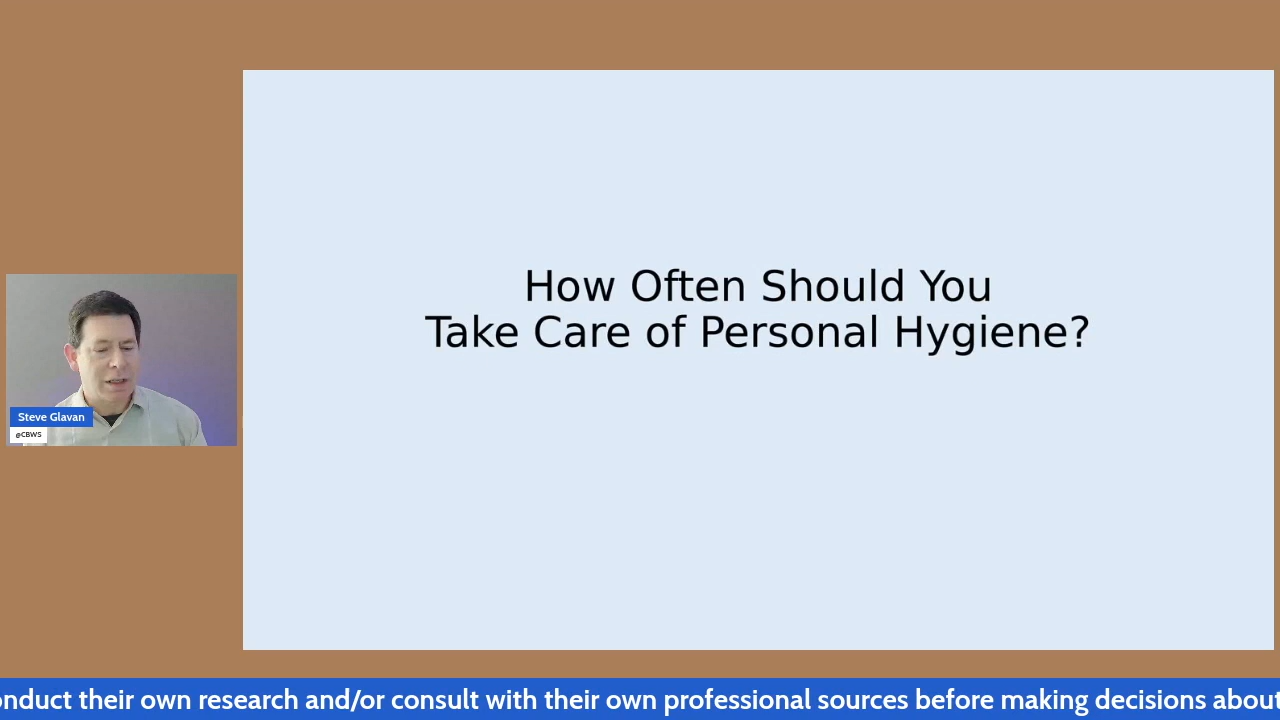 How Often Should You
Take Care of Personal Hygiene?
Steve Glavan
@CBWS
onduct their own research and/or consult with their own professional sources before making decisions about